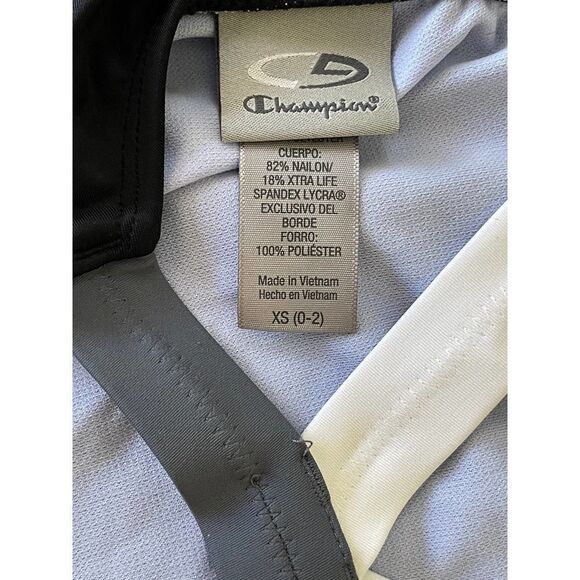 Champion®
CUERPO:
82% NAILON/
18% XTRA LIFE
SPANDEX LYCRA®
EXCLUSIVO DEL
BORDE
FORRO:
100% POLIÉSTER
Made in Vietnam
Hecho en Vietnam
XS (0-2)